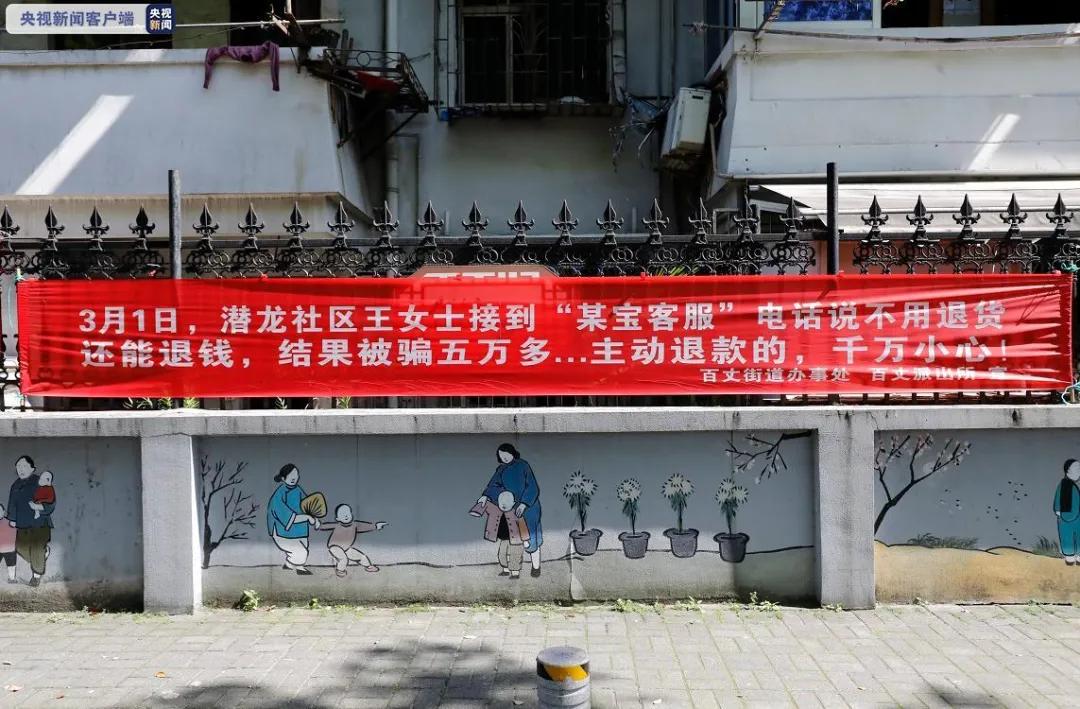 央视新闻客户端
央视
新闻
3月1日，潜龙社区王女士接到“某宝客服”电话说不用退货
还能退钱，结果被骗五万多...主动退款的，千万小心！
百丈街道办事处 百丈派出所 宣